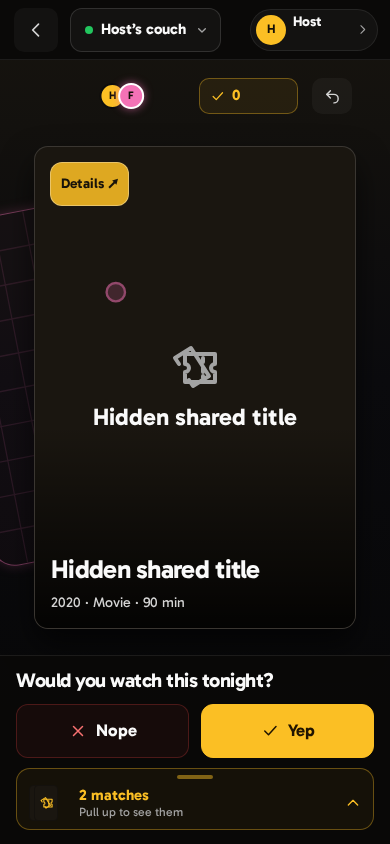 Host's couch
H
Host
H F
0
Details ↗
Hidden shared title
Hidden shared title
2020 · Movie · 90 min
Would you watch this tonight?
Nope
Yep
2 matches
Pull up to see them